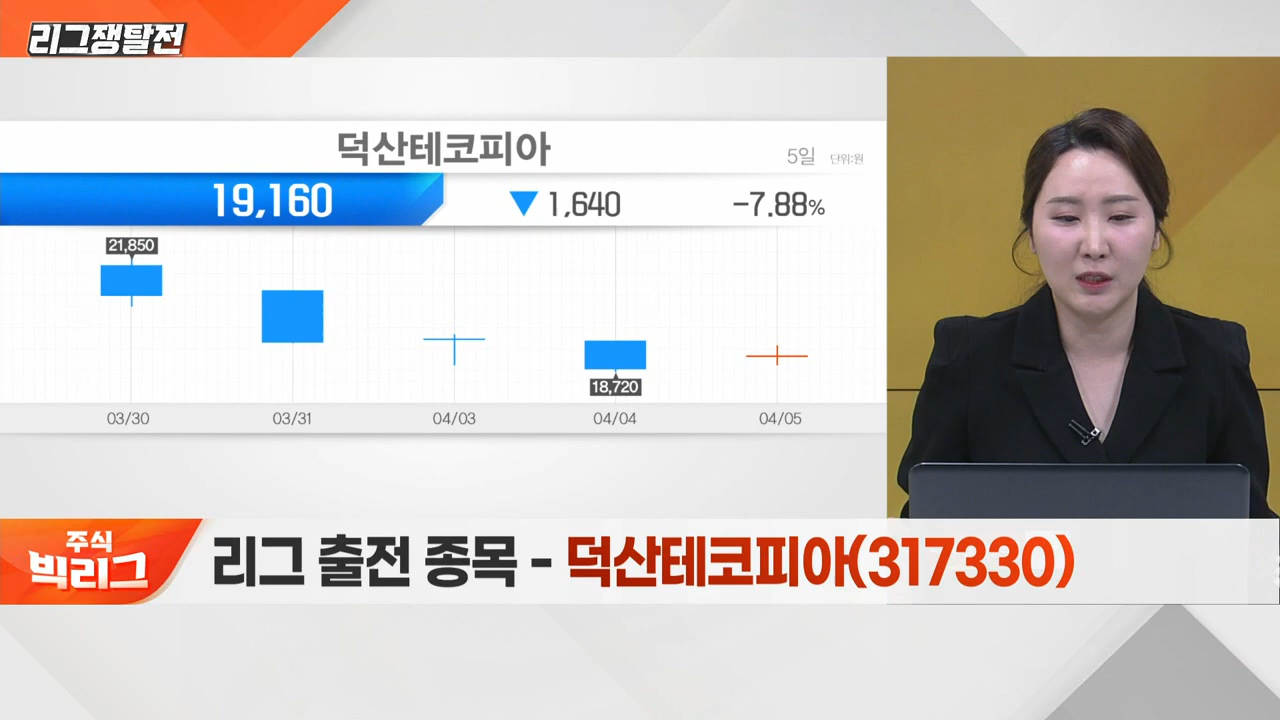 리그쟁탈전
덕산테코피아
5일 단위:원
19,160 ▼ 1,640 -7.88%
21,850
18,720
03/30 03/31 04/03 04/04 04/05
주식
빅리그
리그 출전 종목 - 덕산테코피아(317330)